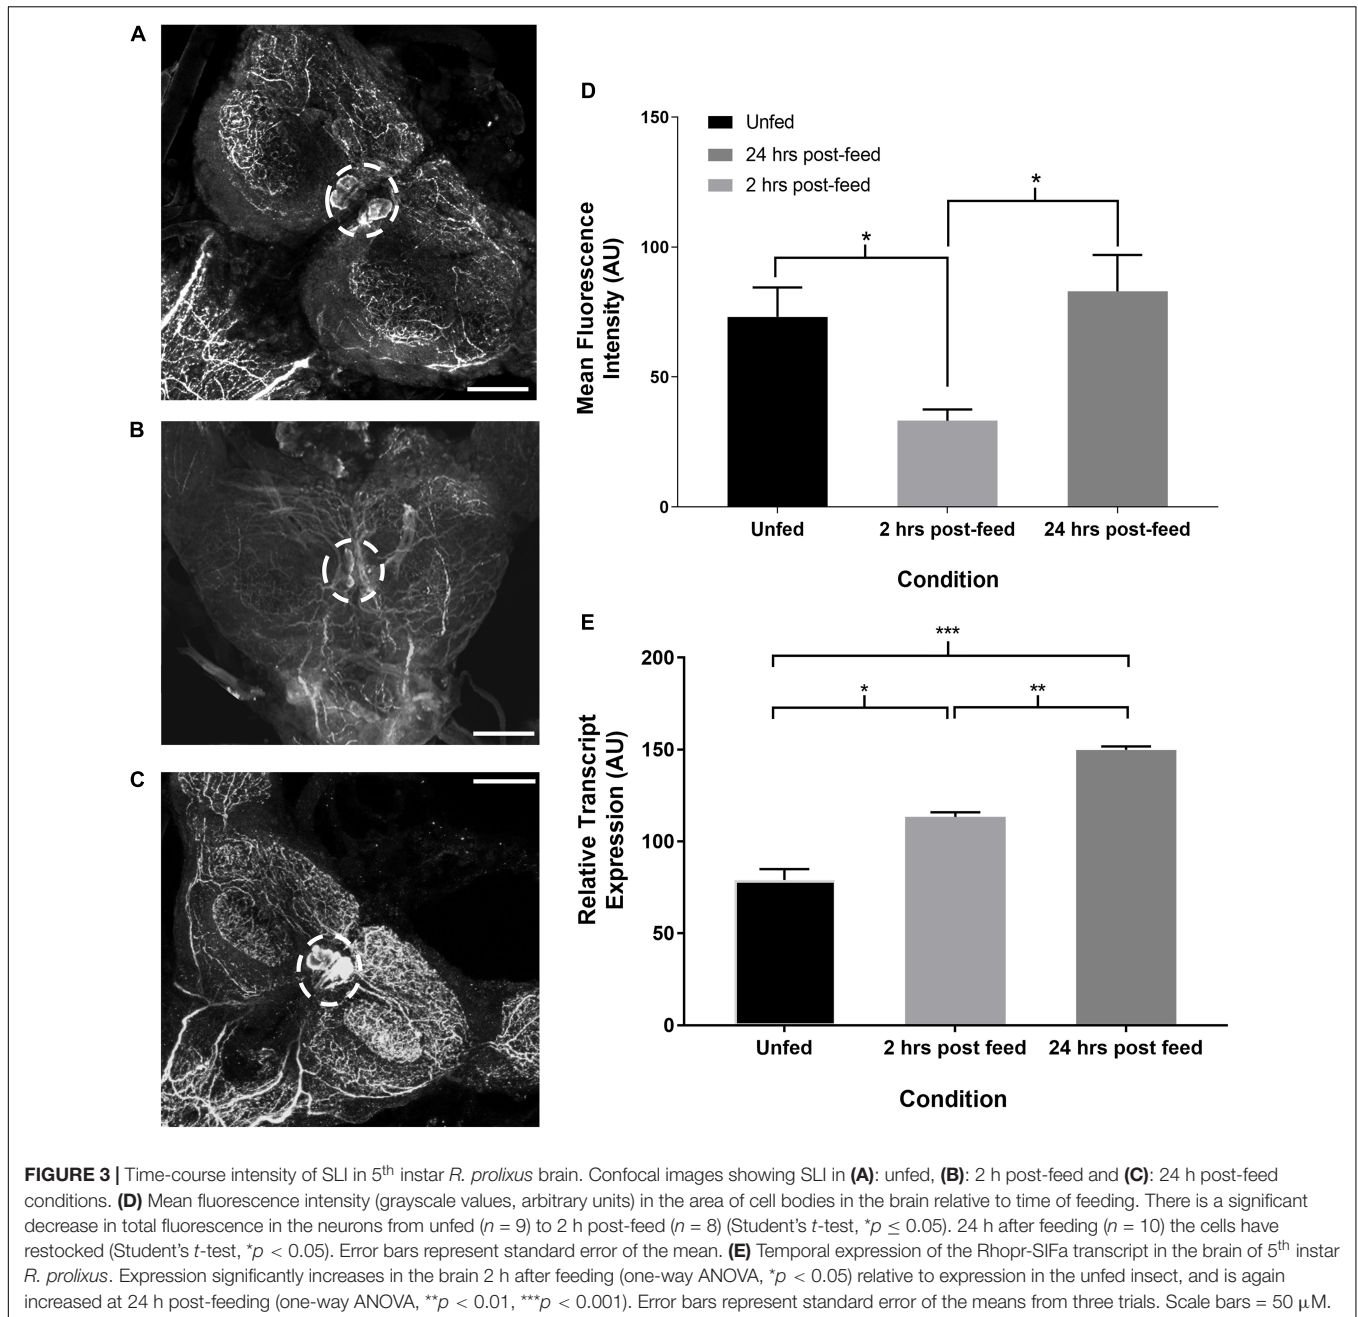 A
B
C
D
150
100
50
0
Mean Fluorescence
Intensity (AU)
Unfed
24 hrs post-feed
2 hrs post-feed
*
*
Unfed
2 hrs post-feed
24 hrs post-feed
Condition
E
200
150
100
50
0
Relative Transcript
Expression (AU)
***
*
**
Unfed
2 hrs post feed
24 hrs post feed
Condition
FIGURE 3 | Time-course intensity of SLI in 5th instar R. prolixus brain. Confocal images showing SLI in (A): unfed, (B): 2 h post-feed and (C): 24 h post-feed
conditions. (D) Mean fluorescence intensity (grayscale values, arbitrary units) in the area of cell bodies in the brain relative to time of feeding. There is a significant
decrease in total fluorescence in the neurons from unfed (n = 9) to 2 h post-feed (n = 8) (Student's t-test, *p ≤ 0.05). 24 h after feeding (n = 10) the cells have
restocked (Student's t-test, *p < 0.05). Error bars represent standard error of the mean. (E) Temporal expression of the Rhopr-SIFa transcript in the brain of 5th instar
R. prolixus. Expression significantly increases in the brain 2 h after feeding (one-way ANOVA, *p < 0.05) relative to expression in the unfed insect, and is again
increased at 24 h post-feeding (one-way ANOVA, **p < 0.01, ***p < 0.001). Error bars represent standard error of the means from three trials. Scale bars = 50 μM.